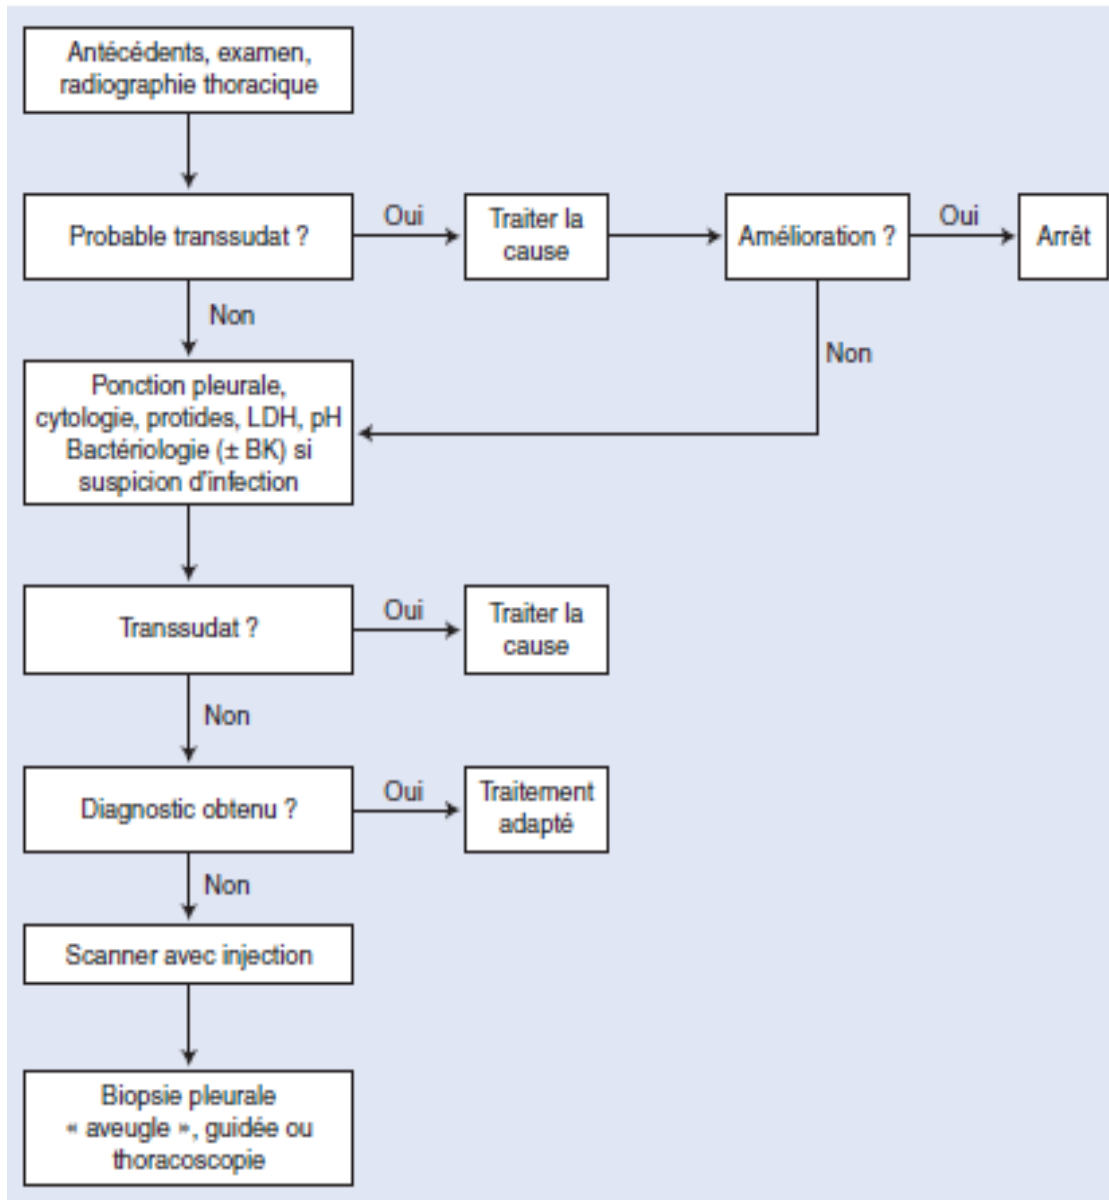 Antécédents, examen,
radiographie thoracique
Probable transsudat ?
Oui
Traiter la
cause
Amélioration ?
Oui
Arrêt
Non
Non
Ponction pleurale,
cytologie, protides, LDH, pH
Bactériologie (± BK) si
suspicion d'infection
Transsudat ?
Oui
Traiter la
cause
Non
Diagnostic obtenu ?
Oui
Traitement
adapté
Non
Scanner avec injection
Biopsie pleurale
« aveugle », guidée ou
thoracoscopie